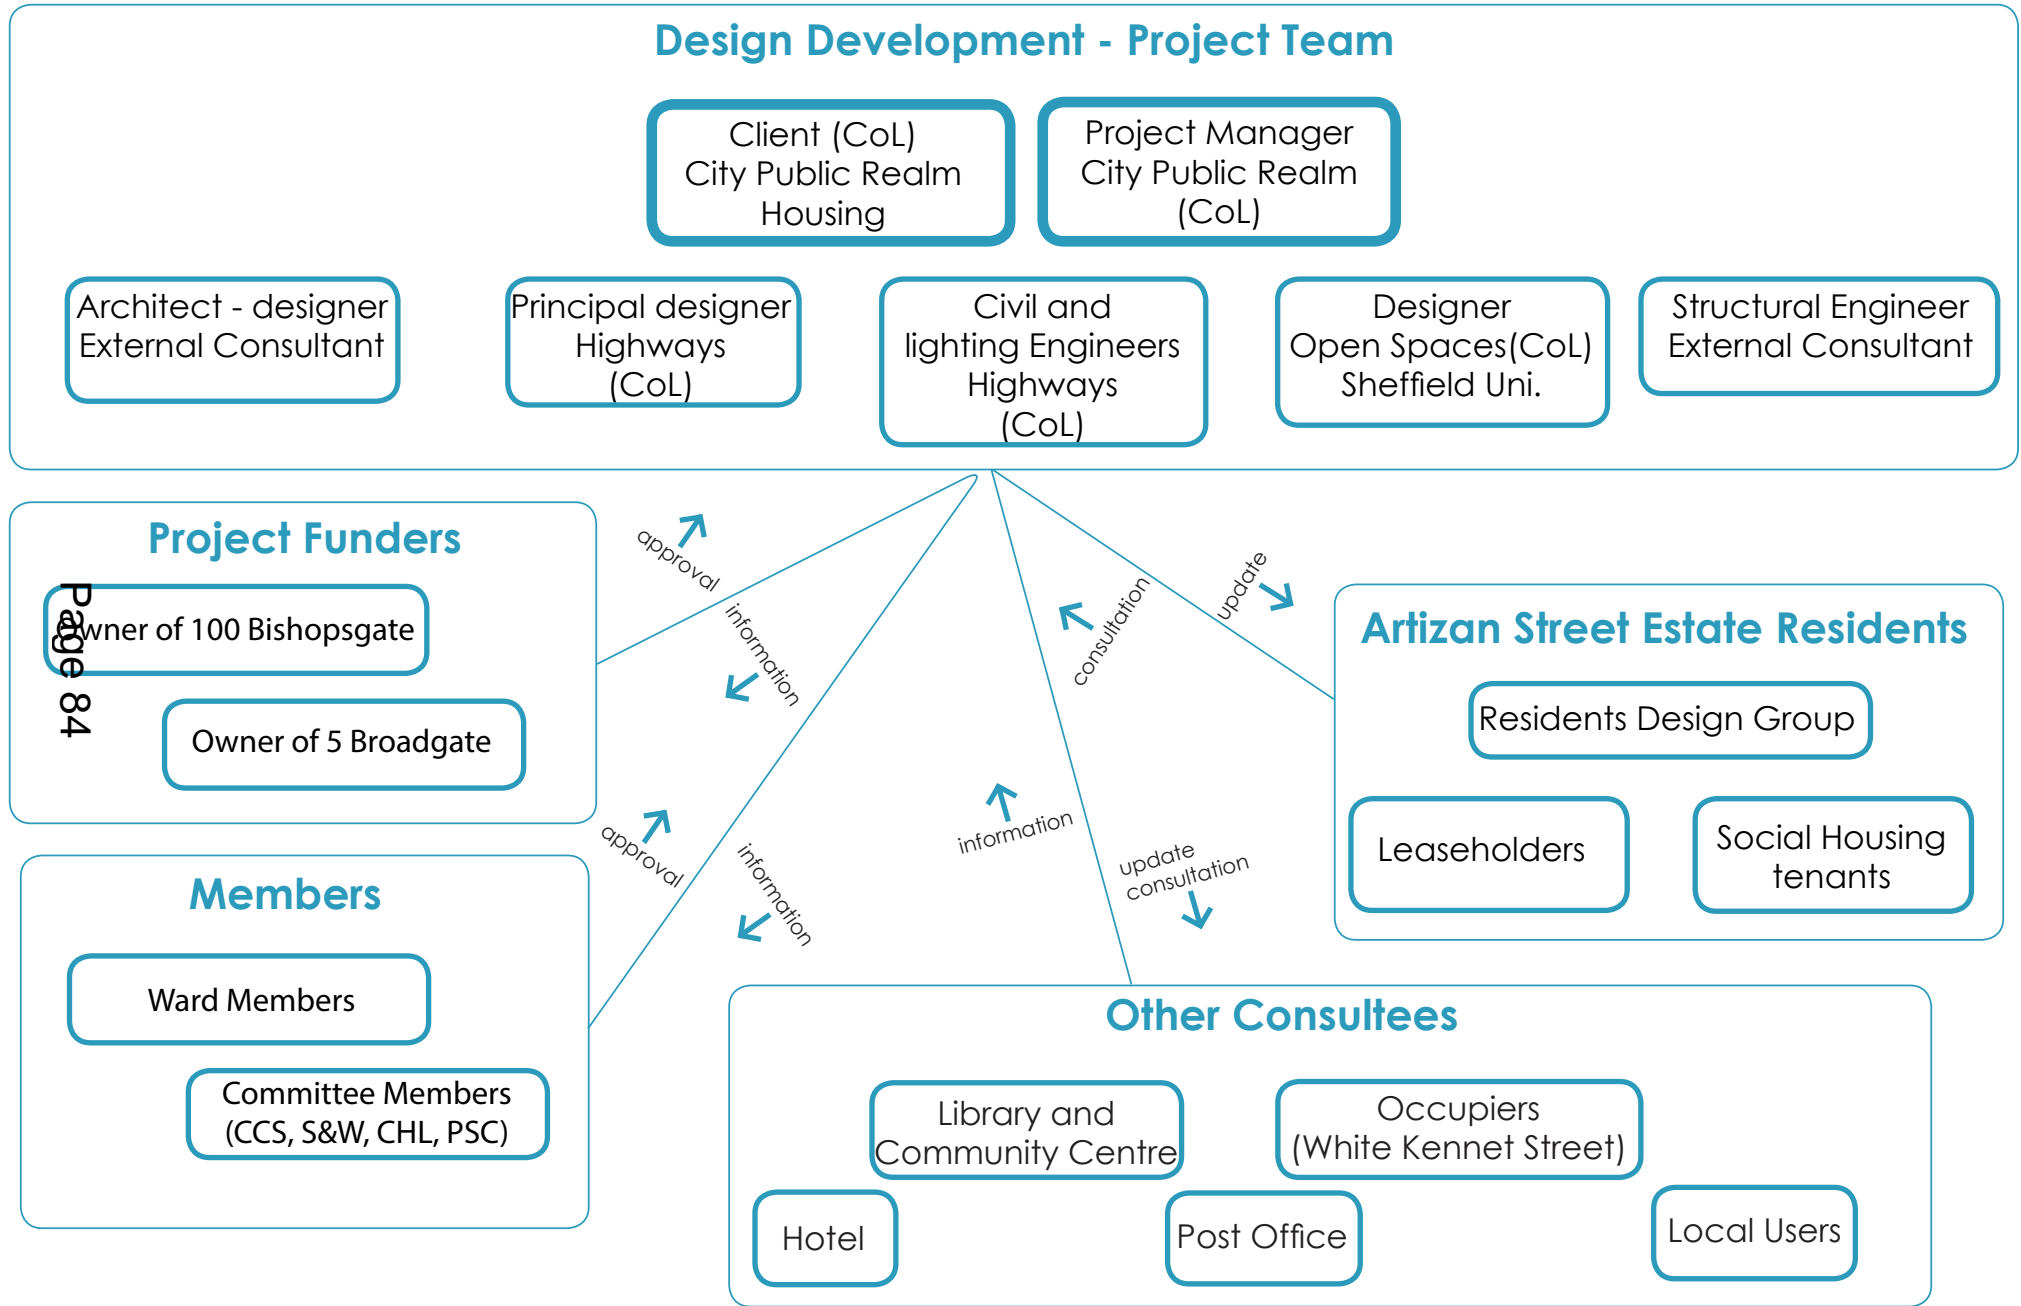 Design Development - Project Team
Client (CoL)
City Public Realm
Housing
Project Manager
City Public Realm
(CoL)
Architect - designer
External Consultant
Principal designer
Highways
(CoL)
Civil and
lighting Engineers
Highways
(CoL)
Designer
Open Spaces(CoL)
Sheffield Uni.
Structural Engineer
External Consultant
Project Funders
Owner of 100 Bishopsgate
Owner of 5 Broadgate
Page 84
approval
information
consultation
update
Artizan Street Estate Residents
Residents Design Group
Leaseholders
Social Housing
tenants
approval
information
information
update
consultation
Members
Ward Members
Committee Members
(CCS, S&W, CHL, PSC)
Other Consultees
Library and
Community Centre
Occupiers
(White Kennet Street)
Hotel
Post Office
Local Users